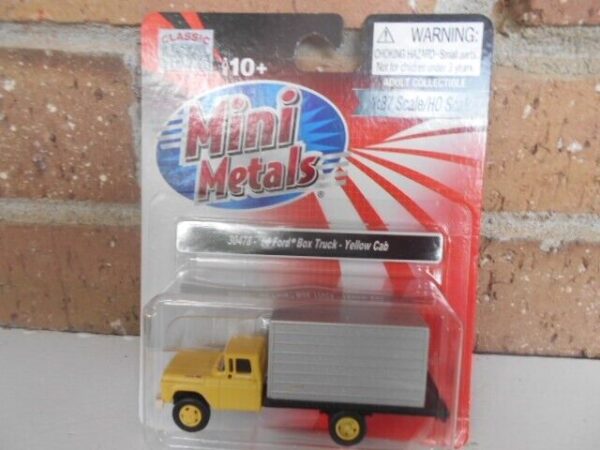 CLASSIC
10+
WARNING:
CHOKING HAZARD-Small parts
Not for children under 3 years
ADULT COLLECTIBLE
1:87 Scale/HO Scale
Mini
Metals®
30478 - Ford® Box Truck - Yellow Cab